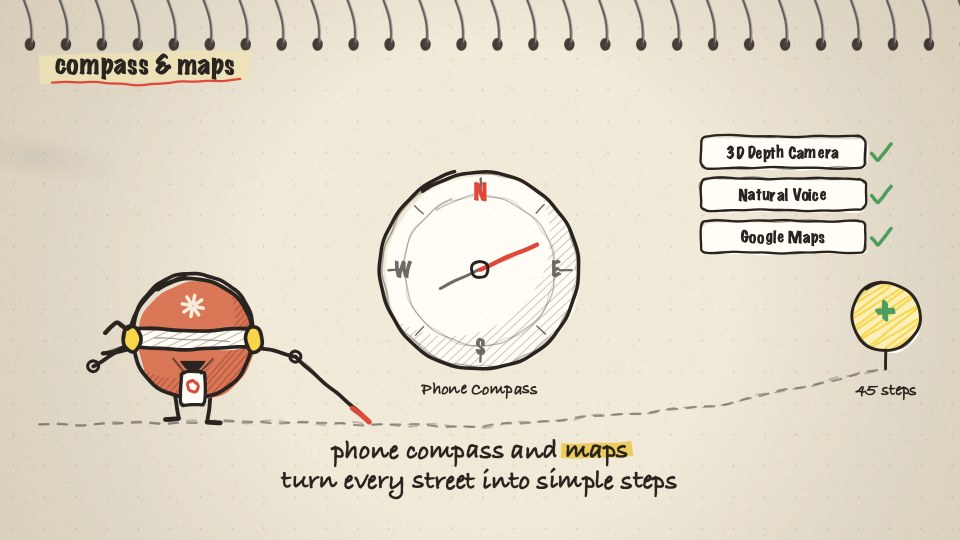 compass & maps
3D Depth Camera
Natural Voice
Google Maps
N
W
E
S
Phone Compass
45 steps
phone compass and maps
turn every street into simple steps